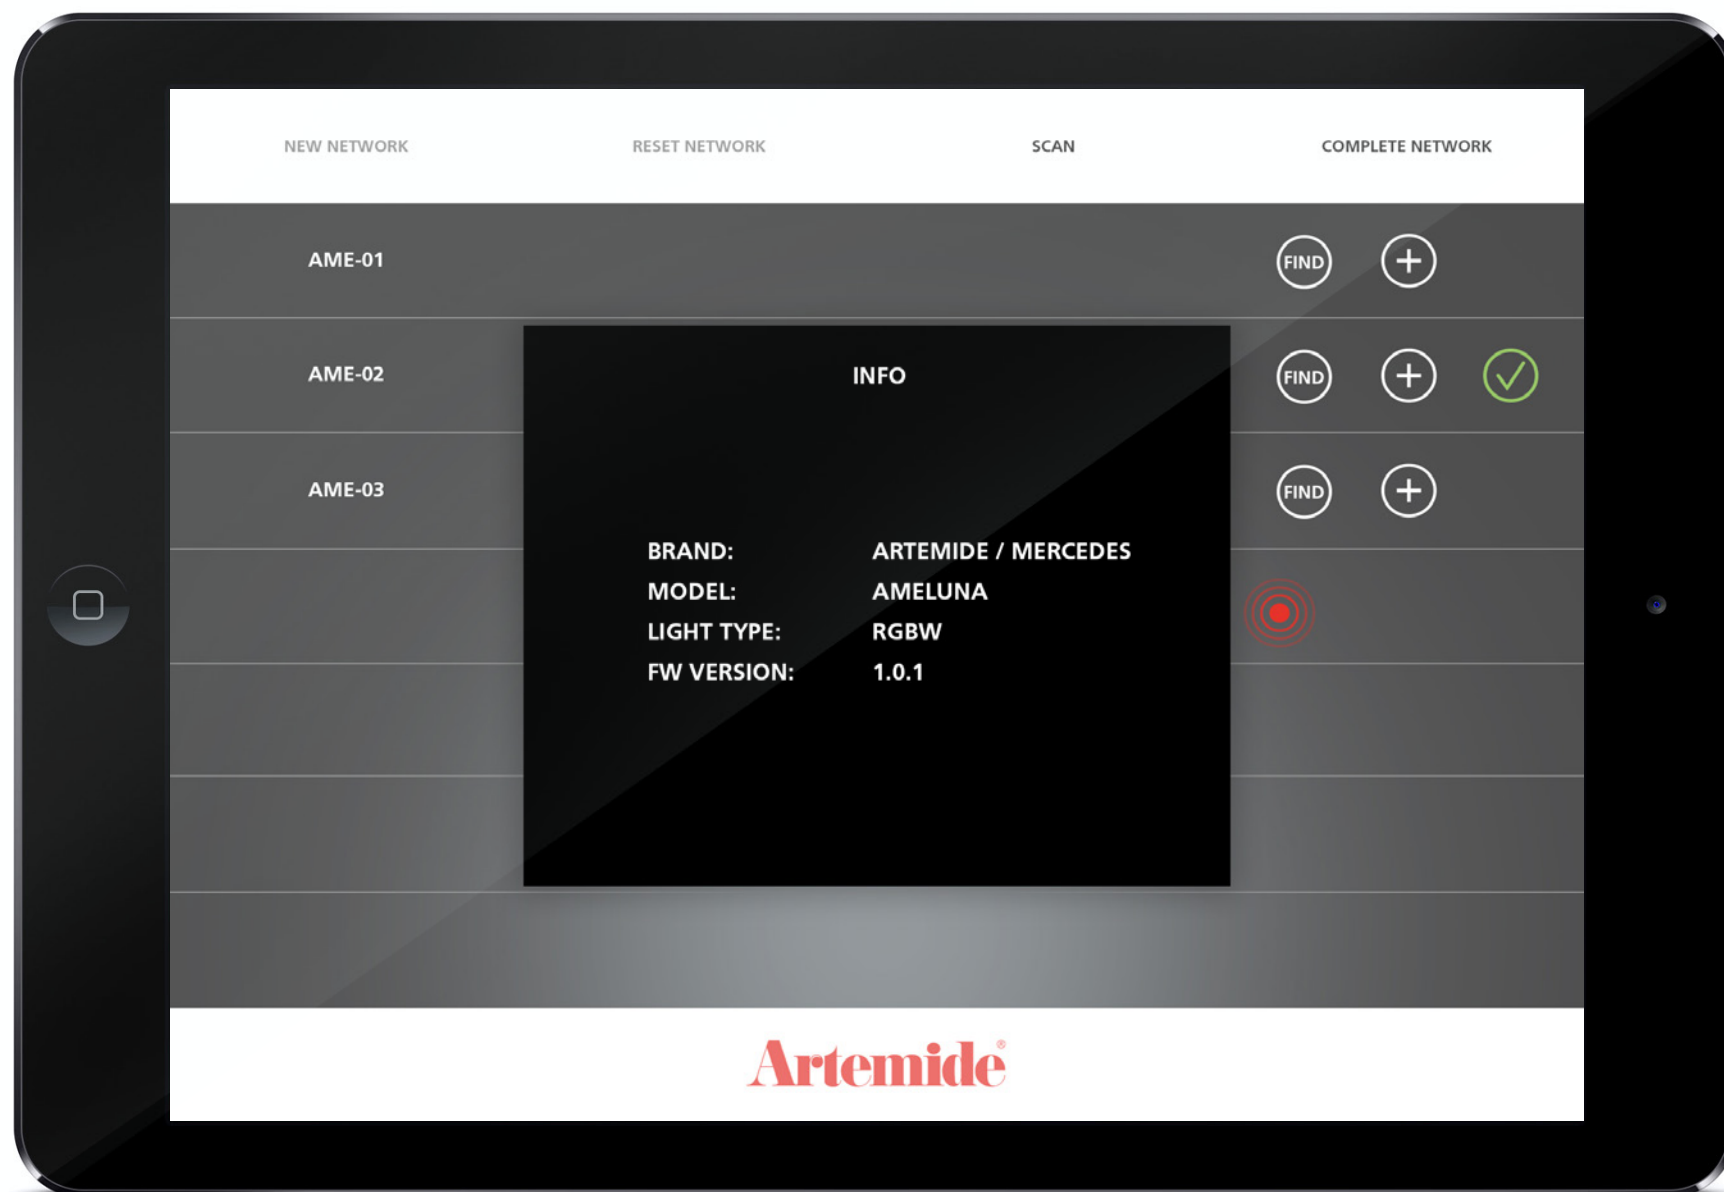 NEW NETWORK RESET NETWORK SCAN COMPLETE NETWORK
AME-01 FIND
AME-02 FIND
INFO
AME-03 FIND
BRAND: ARTEMIDE / MERCEDES
MODEL: AMELUNA
LIGHT TYPE: RGBW
FW VERSION: 1.0.1
Artemide®